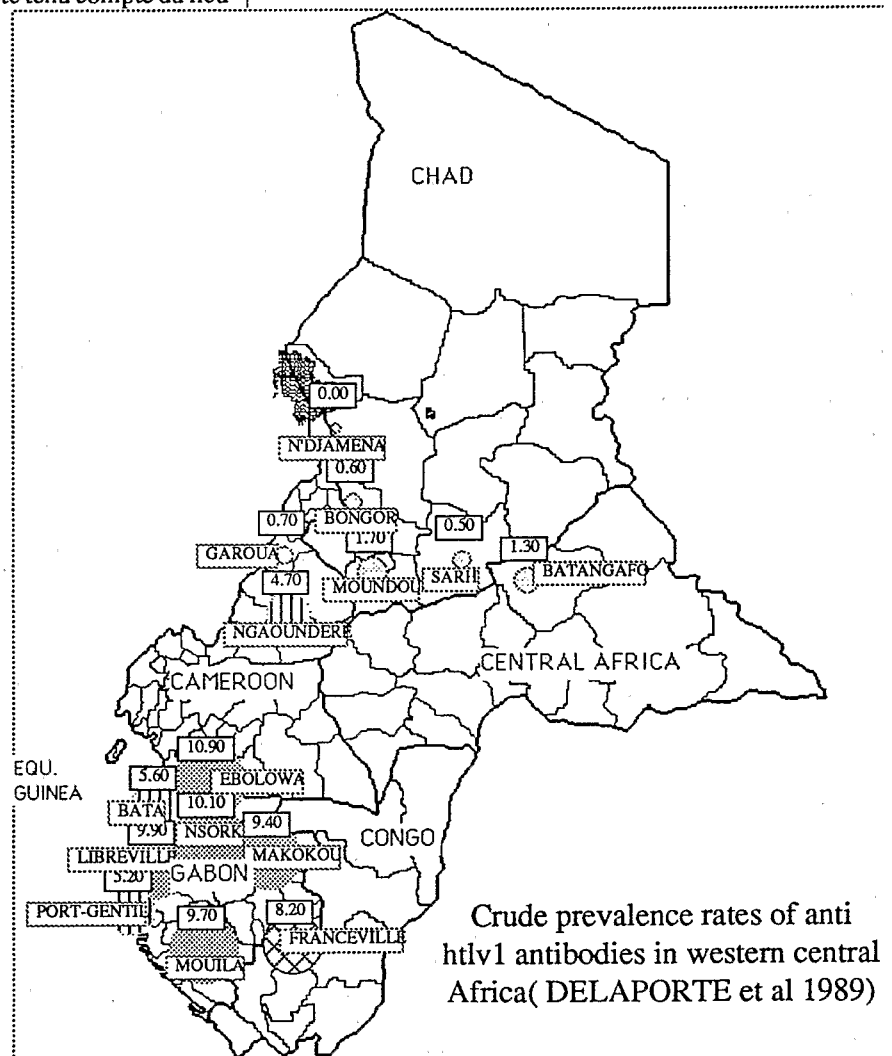 CHAD
0.00
N'DJAMENA
0.60
BONGOR
0.70
GAROUA
1.70
MOUNDOU
0.50
SARH
1.30
BATANGAFO
4.70
NGAOUNDERE
CENTRAL AFRICA
CAMEROON
10.90
EBOLOWA
EQU.
GUINEA
5.60
BATA
10.10
NSORK
9.90
LIBREVILLE
9.40
MAKOKOU
CONGO
GABON
5.20
PORT-GENTIL
9.70
MOUILA
8.20
FRANCEVILLE
Crude prevalence rates of anti
htlv1 antibodies in western central
Africa( DELAPORTE et al 1989)